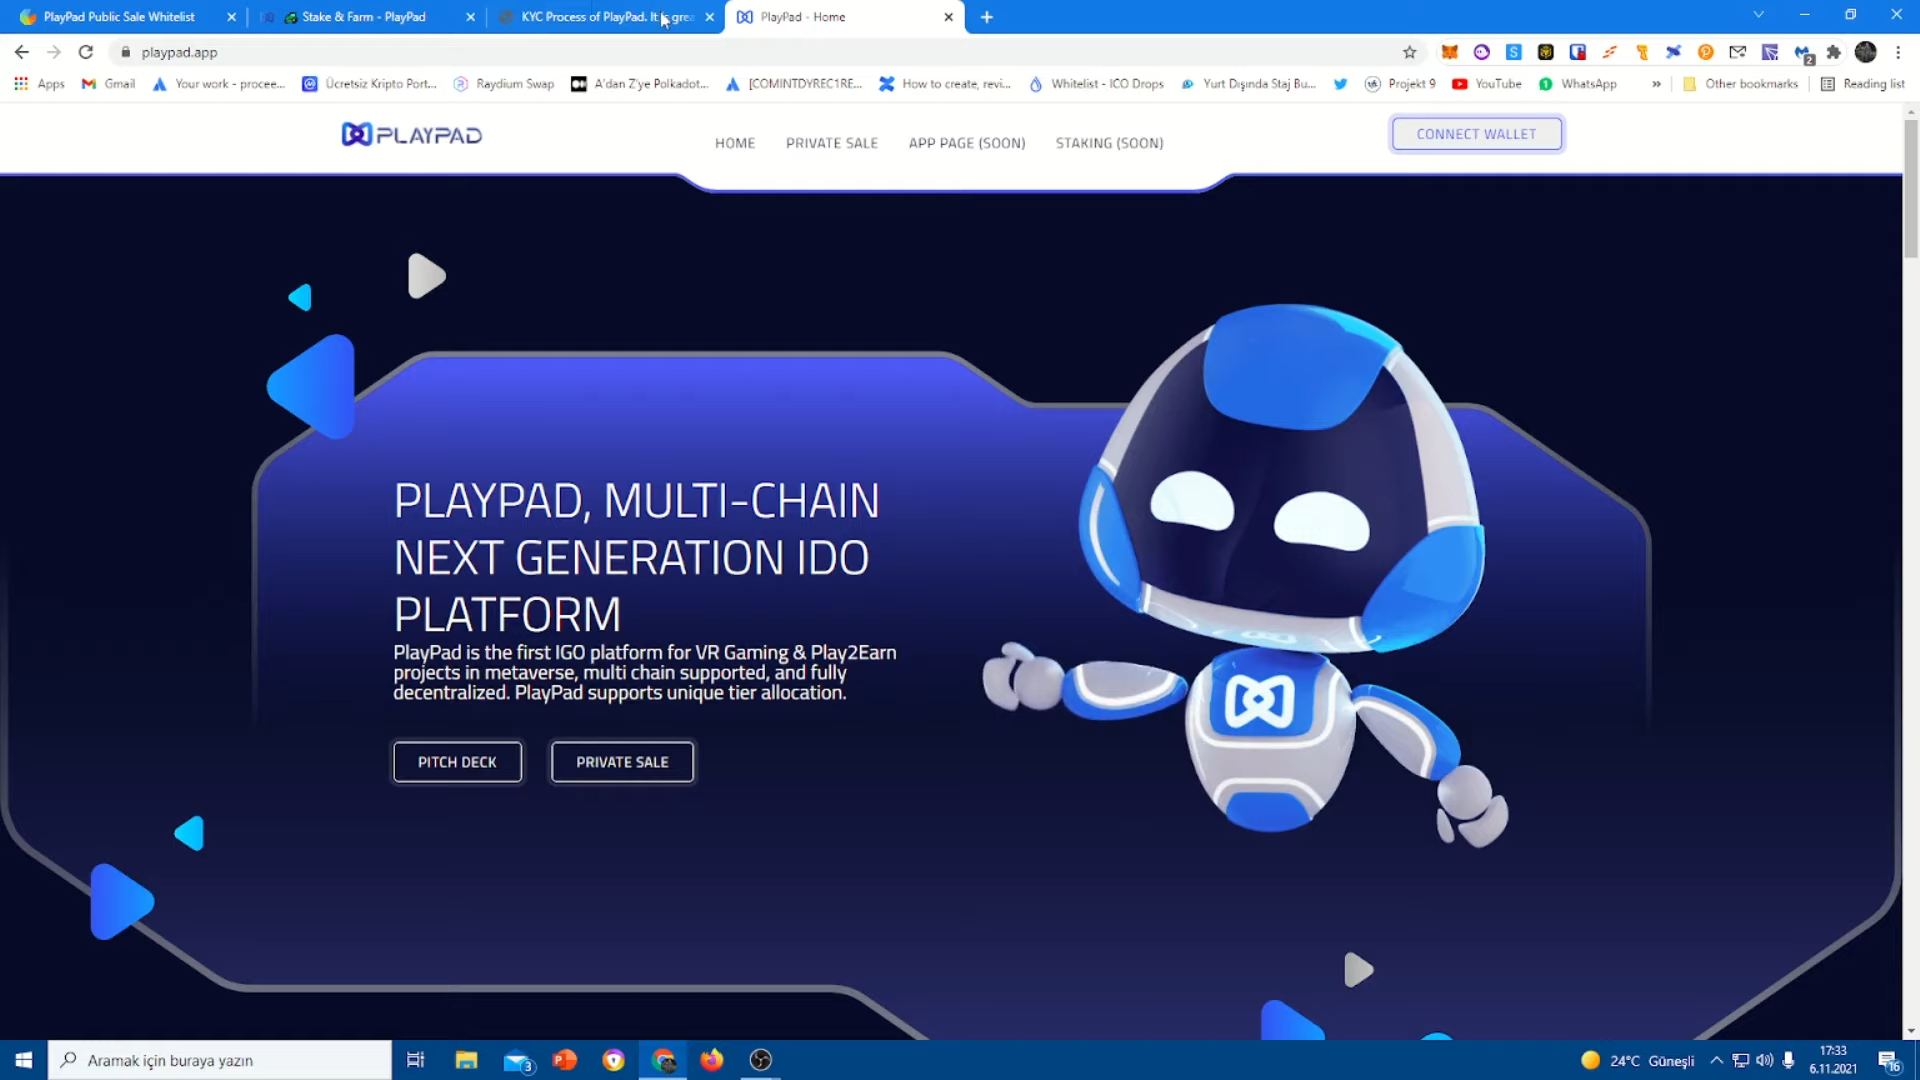 PlayPad Public Sale Whitelist
Stake & Farm - PlayPad
KYC Process of PlayPad. It is grea
PlayPad - Home
playpad.app
Apps
Gmail
Your work - procee...
Ücretsiz Kripto Port...
Raydium Swap
A'dan Z'ye Polkadot...
[COMINTDYREC1RE...
How to create, revi...
Whitelist - ICO Drops
Yurt Dışında Staj Bu...
Projekt 9
YouTube
WhatsApp
»
Other bookmarks
Reading list
PLAYPAD
HOME
PRIVATE SALE
APP PAGE (SOON)
STAKING (SOON)
CONNECT WALLET
PLAYPAD, MULTI-CHAIN
NEXT GENERATION IDO
PLATFORM
PlayPad is the first IGO platform for VR Gaming & Play2Earn
projects in metaverse, multi chain supported, and fully
decentralized. PlayPad supports unique tier allocation.
PITCH DECK
PRIVATE SALE
Aramak için buraya yazın
3
24°C Güneşli
17:33
6.11.2021
16